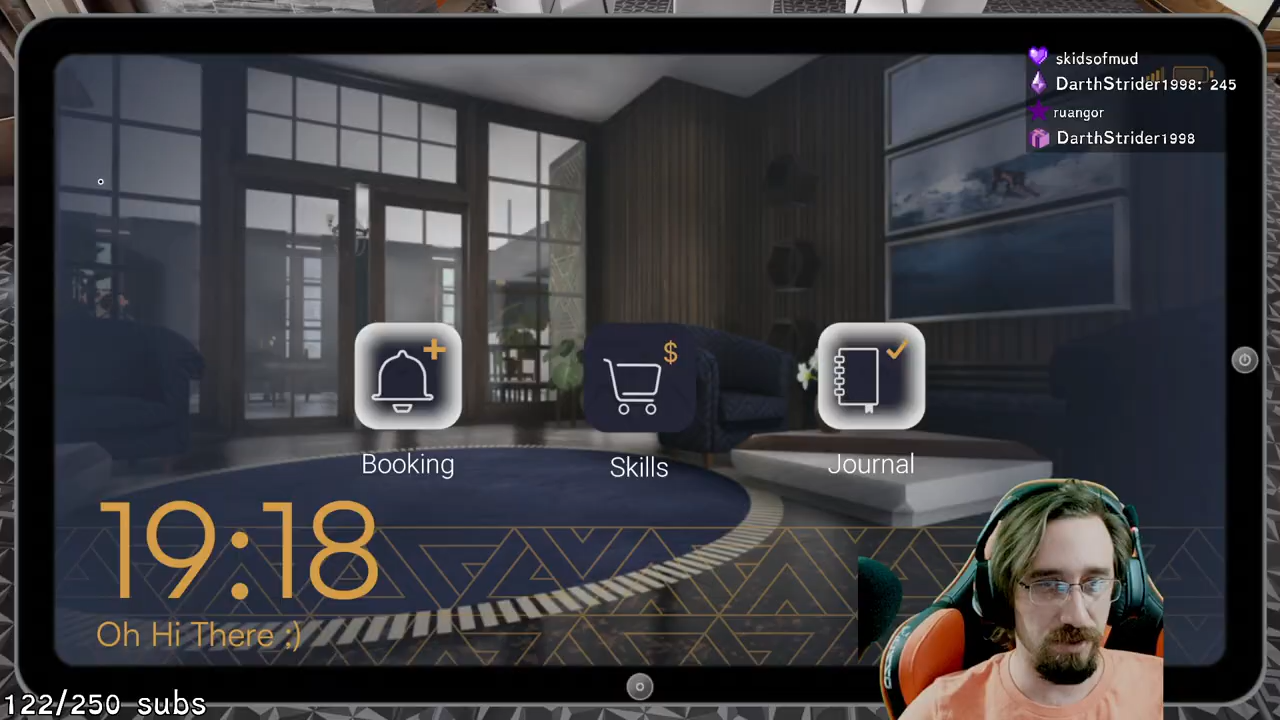 skidsofmud
DarthStrider1998: 245
ruangor
DarthStrider1998
$
Booking
Skills
Journal
19:18
Oh Hi There ;)
122/250 subs